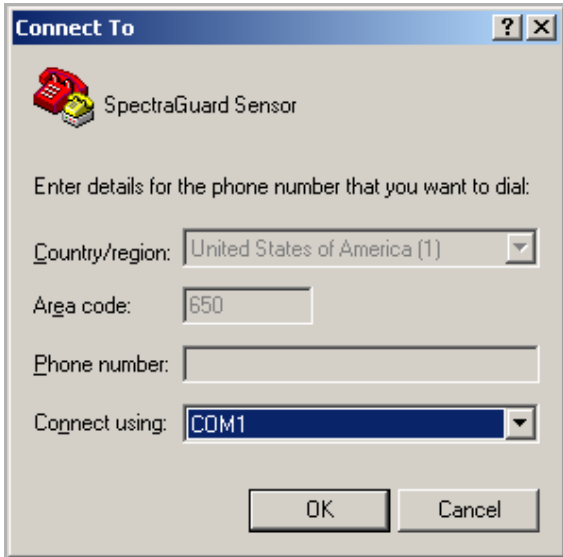 Connect To
SpectraGuard Sensor
Enter details for the phone number that you want to dial:
Country/region: United States of America (1)
Area code: 650
Phone number:
Connect using: COM1
OK Cancel